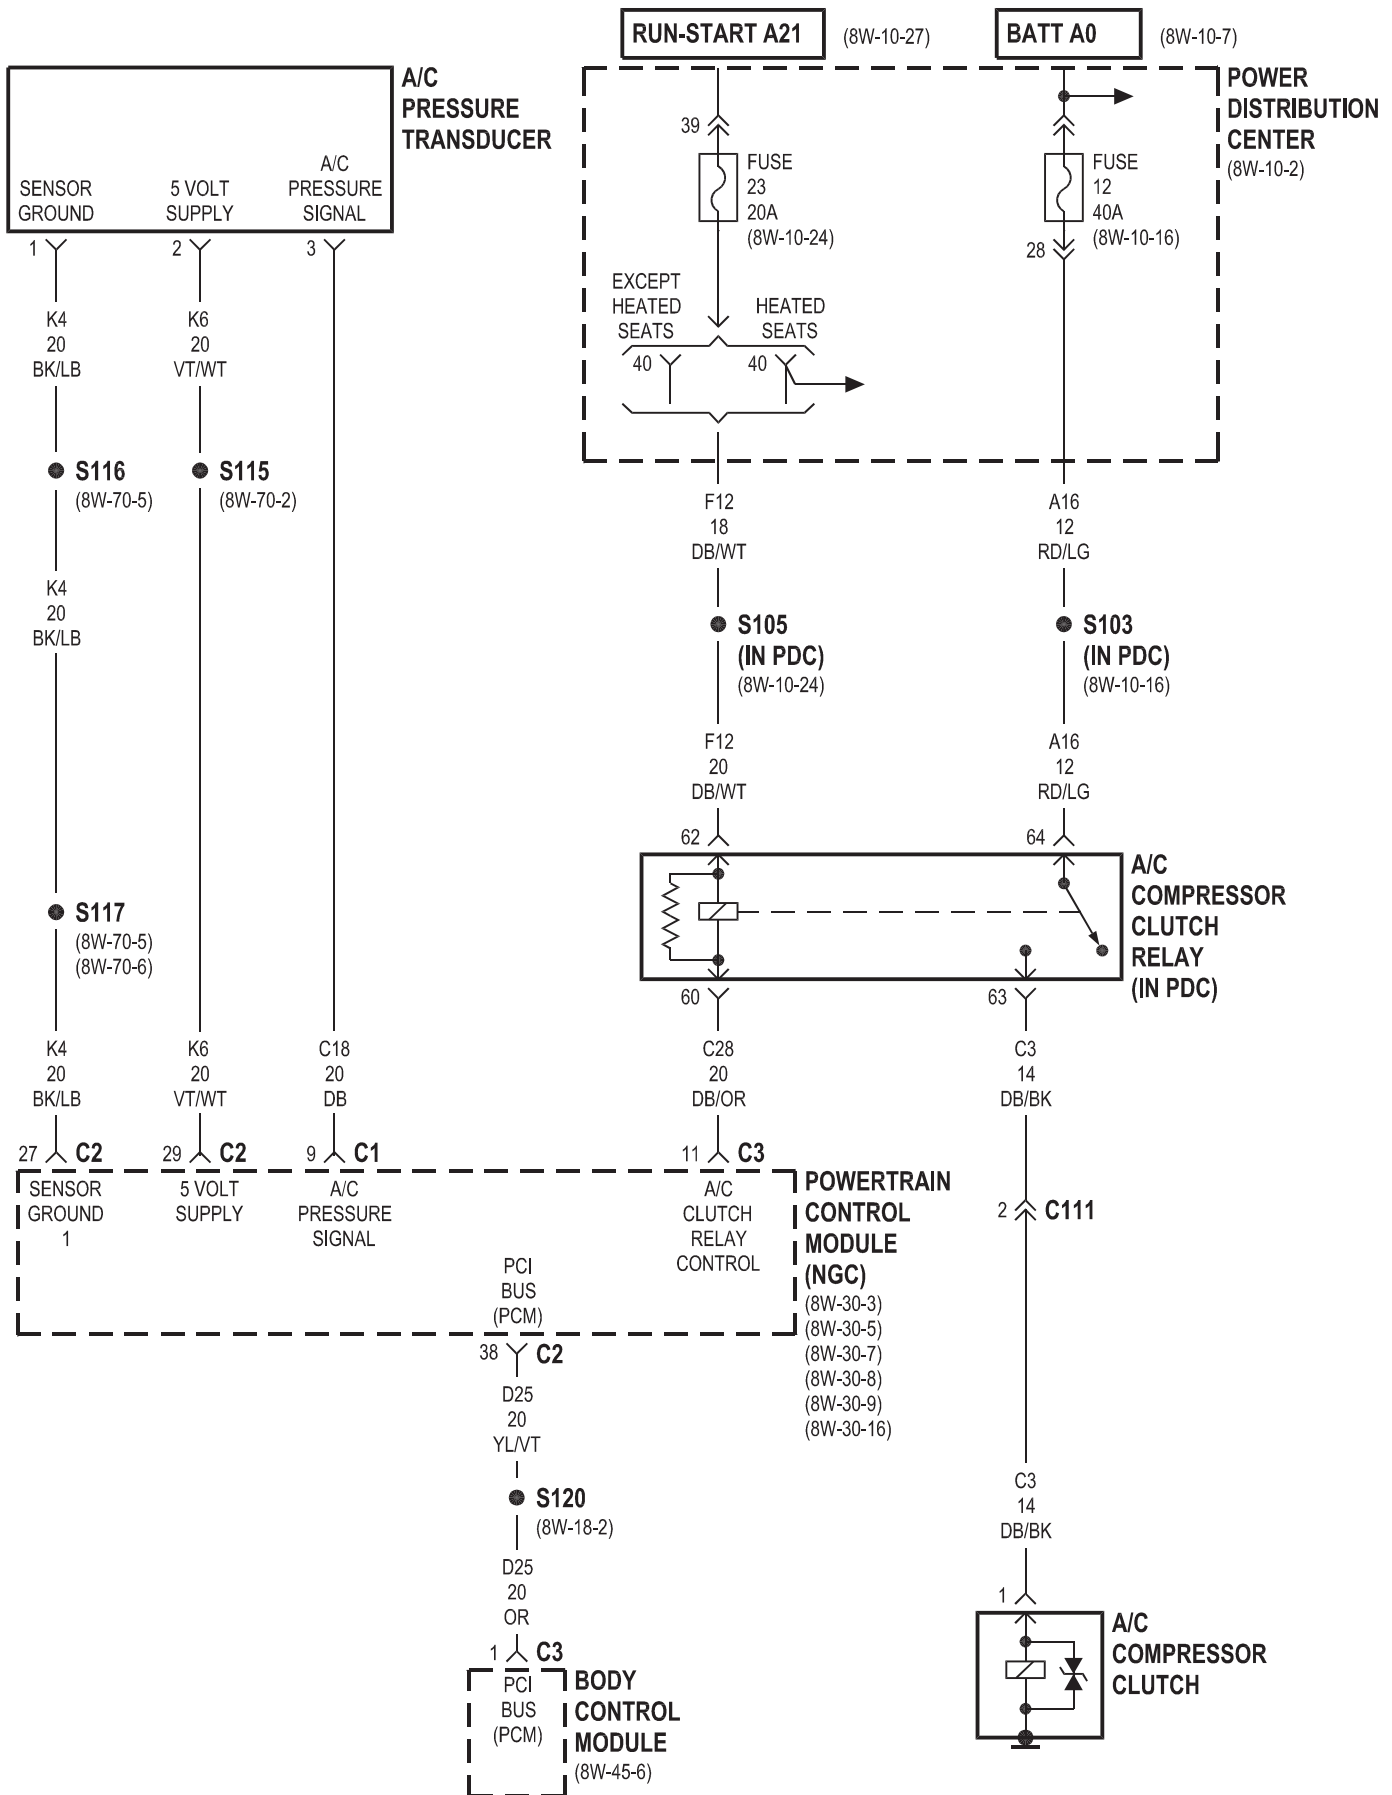 RUN-START A21
(8W-10-27)
BATT A0
(8W-10-7)
A/C
PRESSURE
TRANSDUCER
SENSOR
GROUND
5 VOLT
SUPPLY
A/C
PRESSURE
SIGNAL
1
2
3
POWER
DISTRIBUTION
CENTER
(8W-10-2)
39
FUSE
23
20A
(8W-10-24)
FUSE
12
40A
(8W-10-16)
28
EXCEPT
HEATED
SEATS
HEATED
SEATS
40
40
K4
20
BK/LB
K6
20
VT/WT
S116
(8W-70-5)
S115
(8W-70-2)
F12
18
DB/WT
A16
12
RD/LG
K4
20
BK/LB
S105
(IN PDC)
(8W-10-24)
S103
(IN PDC)
(8W-10-16)
F12
20
DB/WT
A16
12
RD/LG
62
64
A/C
COMPRESSOR
CLUTCH
RELAY
(IN PDC)
S117
(8W-70-5)
(8W-70-6)
60
63
K4
20
BK/LB
K6
20
VT/WT
C18
20
DB
C28
20
DB/OR
C3
14
DB/BK
27
C2
29
C2
9
C1
11
C3
SENSOR
GROUND
1
5 VOLT
SUPPLY
A/C
PRESSURE
SIGNAL
A/C
CLUTCH
RELAY
CONTROL
PCI
BUS
(PCM)
POWERTRAIN
CONTROL
MODULE
(NGC)
(8W-30-3)
(8W-30-5)
(8W-30-7)
(8W-30-8)
(8W-30-9)
(8W-30-16)
2
C111
38
C2
D25
20
YL/VT
S120
(8W-18-2)
D25
20
OR
1
C3
PCI
BUS
(PCM)
BODY
CONTROL
MODULE
(8W-45-6)
C3
14
DB/BK
1
A/C
COMPRESSOR
CLUTCH